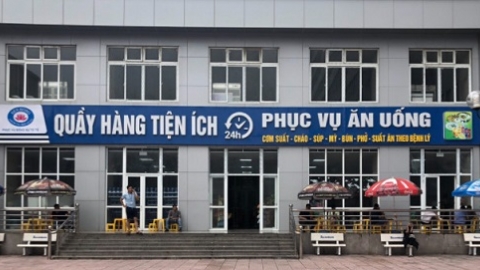 QUẦY HÀNG TIỆN ÍCH
24h
PHỤC VỤ ĂN UỐNG
CƠM SUẤT - CHÁO - SÚP - MỲ - BÚN - PHỞ - SUẤT ĂN THEO BỆNH LÝ